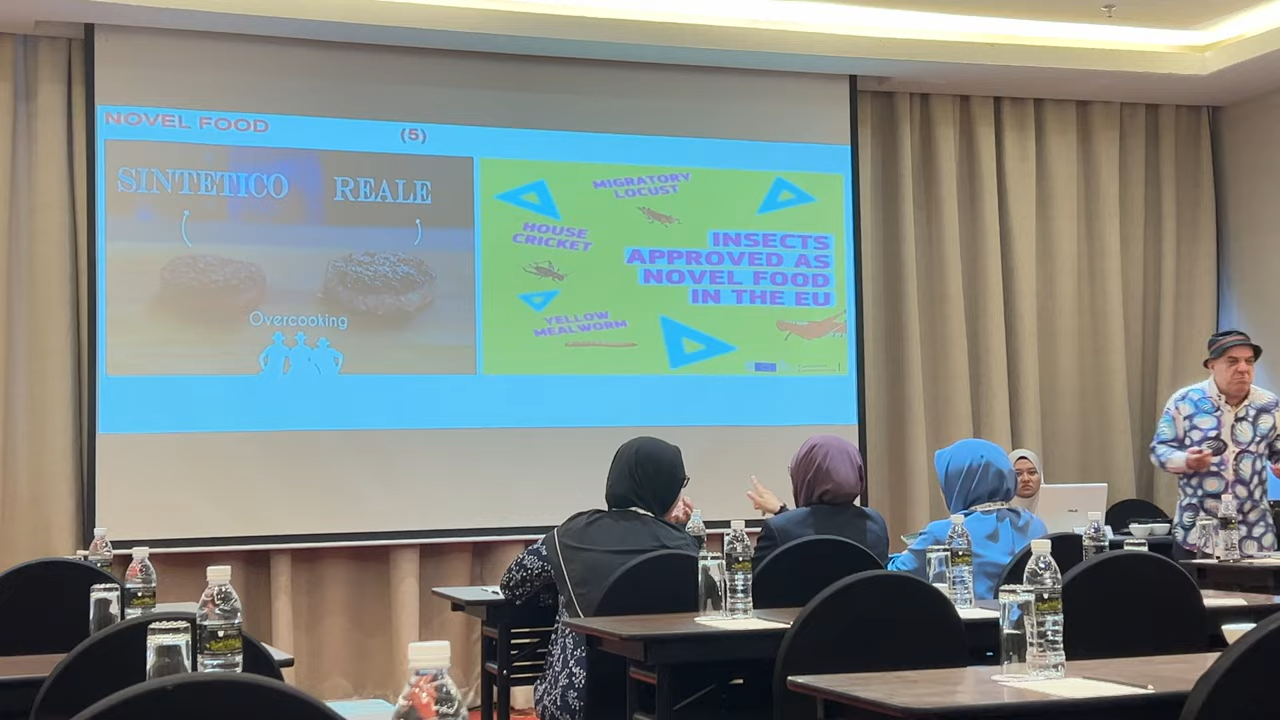 NOVEL FOOD
(5)
SINTETICO
REALE
Overcooking
MIGRATORY
LOCUST
HOUSE
CRICKET
INSECTS
APPROVED AS
NOVEL FOOD
IN THE EU
YELLOW
MEALWORM